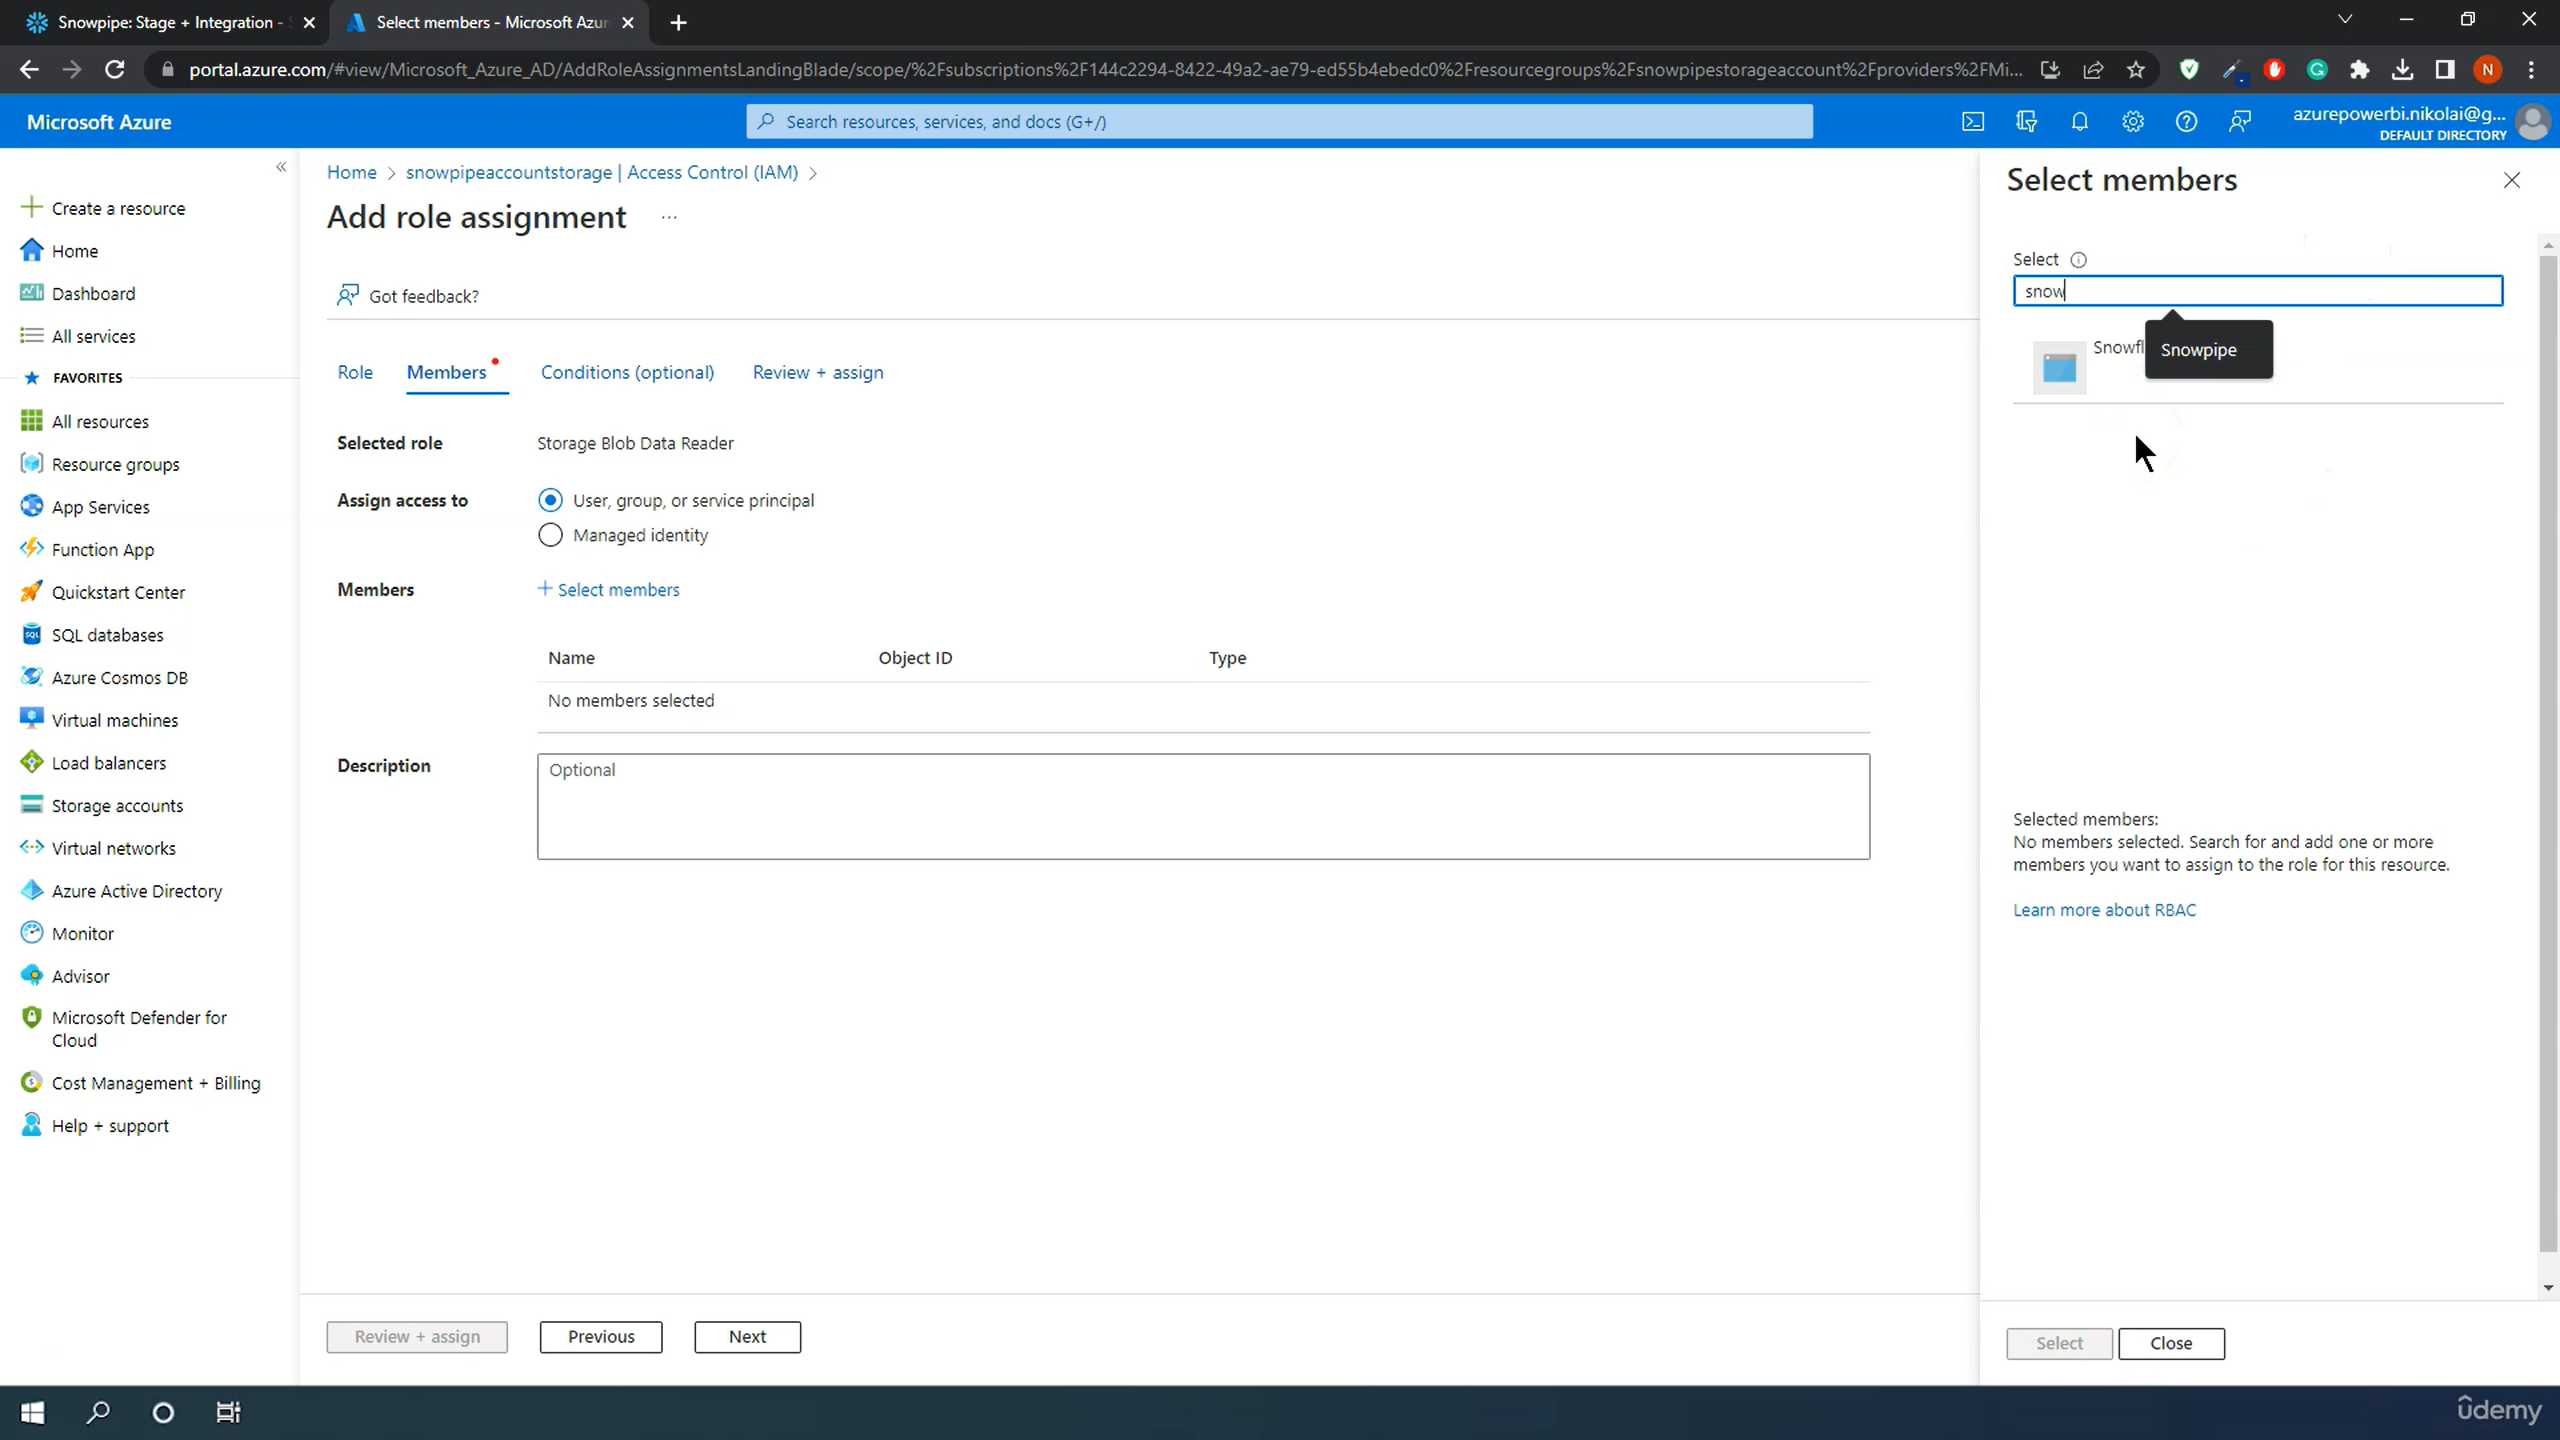 Snowpipe: Stage + Integration -
Select members - Microsoft Azur
portal.azure.com/#view/Microsoft_Azure_AD/AddRoleAssignmentsLandingBlade/scope/%2Fsubscriptions%2F144c2294-8422-49a2-ae79-ed55b4ebedc0%2Fresourcegroups%2Fsnowpipestorageaccount%2Fproviders%2FMi...
N
Microsoft Azure
Search resources, services, and docs (G+/)
azurepowerbi.nikolai@g...
DEFAULT DIRECTORY
Create a resource
Home
Dashboard
All services
FAVORITES
All resources
Resource groups
App Services
Function App
Quickstart Center
SQL databases
Azure Cosmos DB
Virtual machines
Load balancers
Storage accounts
Virtual networks
Azure Active Directory
Monitor
Advisor
Microsoft Defender for
Cloud
Cost Management + Billing
Help + support
Home > snowpipeaccountstorage | Access Control (IAM) >
Add role assignment ...
Got feedback?
Role Members Conditions (optional) Review + assign
Selected role Storage Blob Data Reader
Assign access to User, group, or service principal
Managed identity
Members + Select members
Name Object ID Type
No members selected
Description Optional
Review + assign Previous Next
Select members
Select
snow
Snowfl
Snowpipe
Selected members:
No members selected. Search for and add one or more
members you want to assign to the role for this resource.
Learn more about RBAC
Select Close
ûdemy